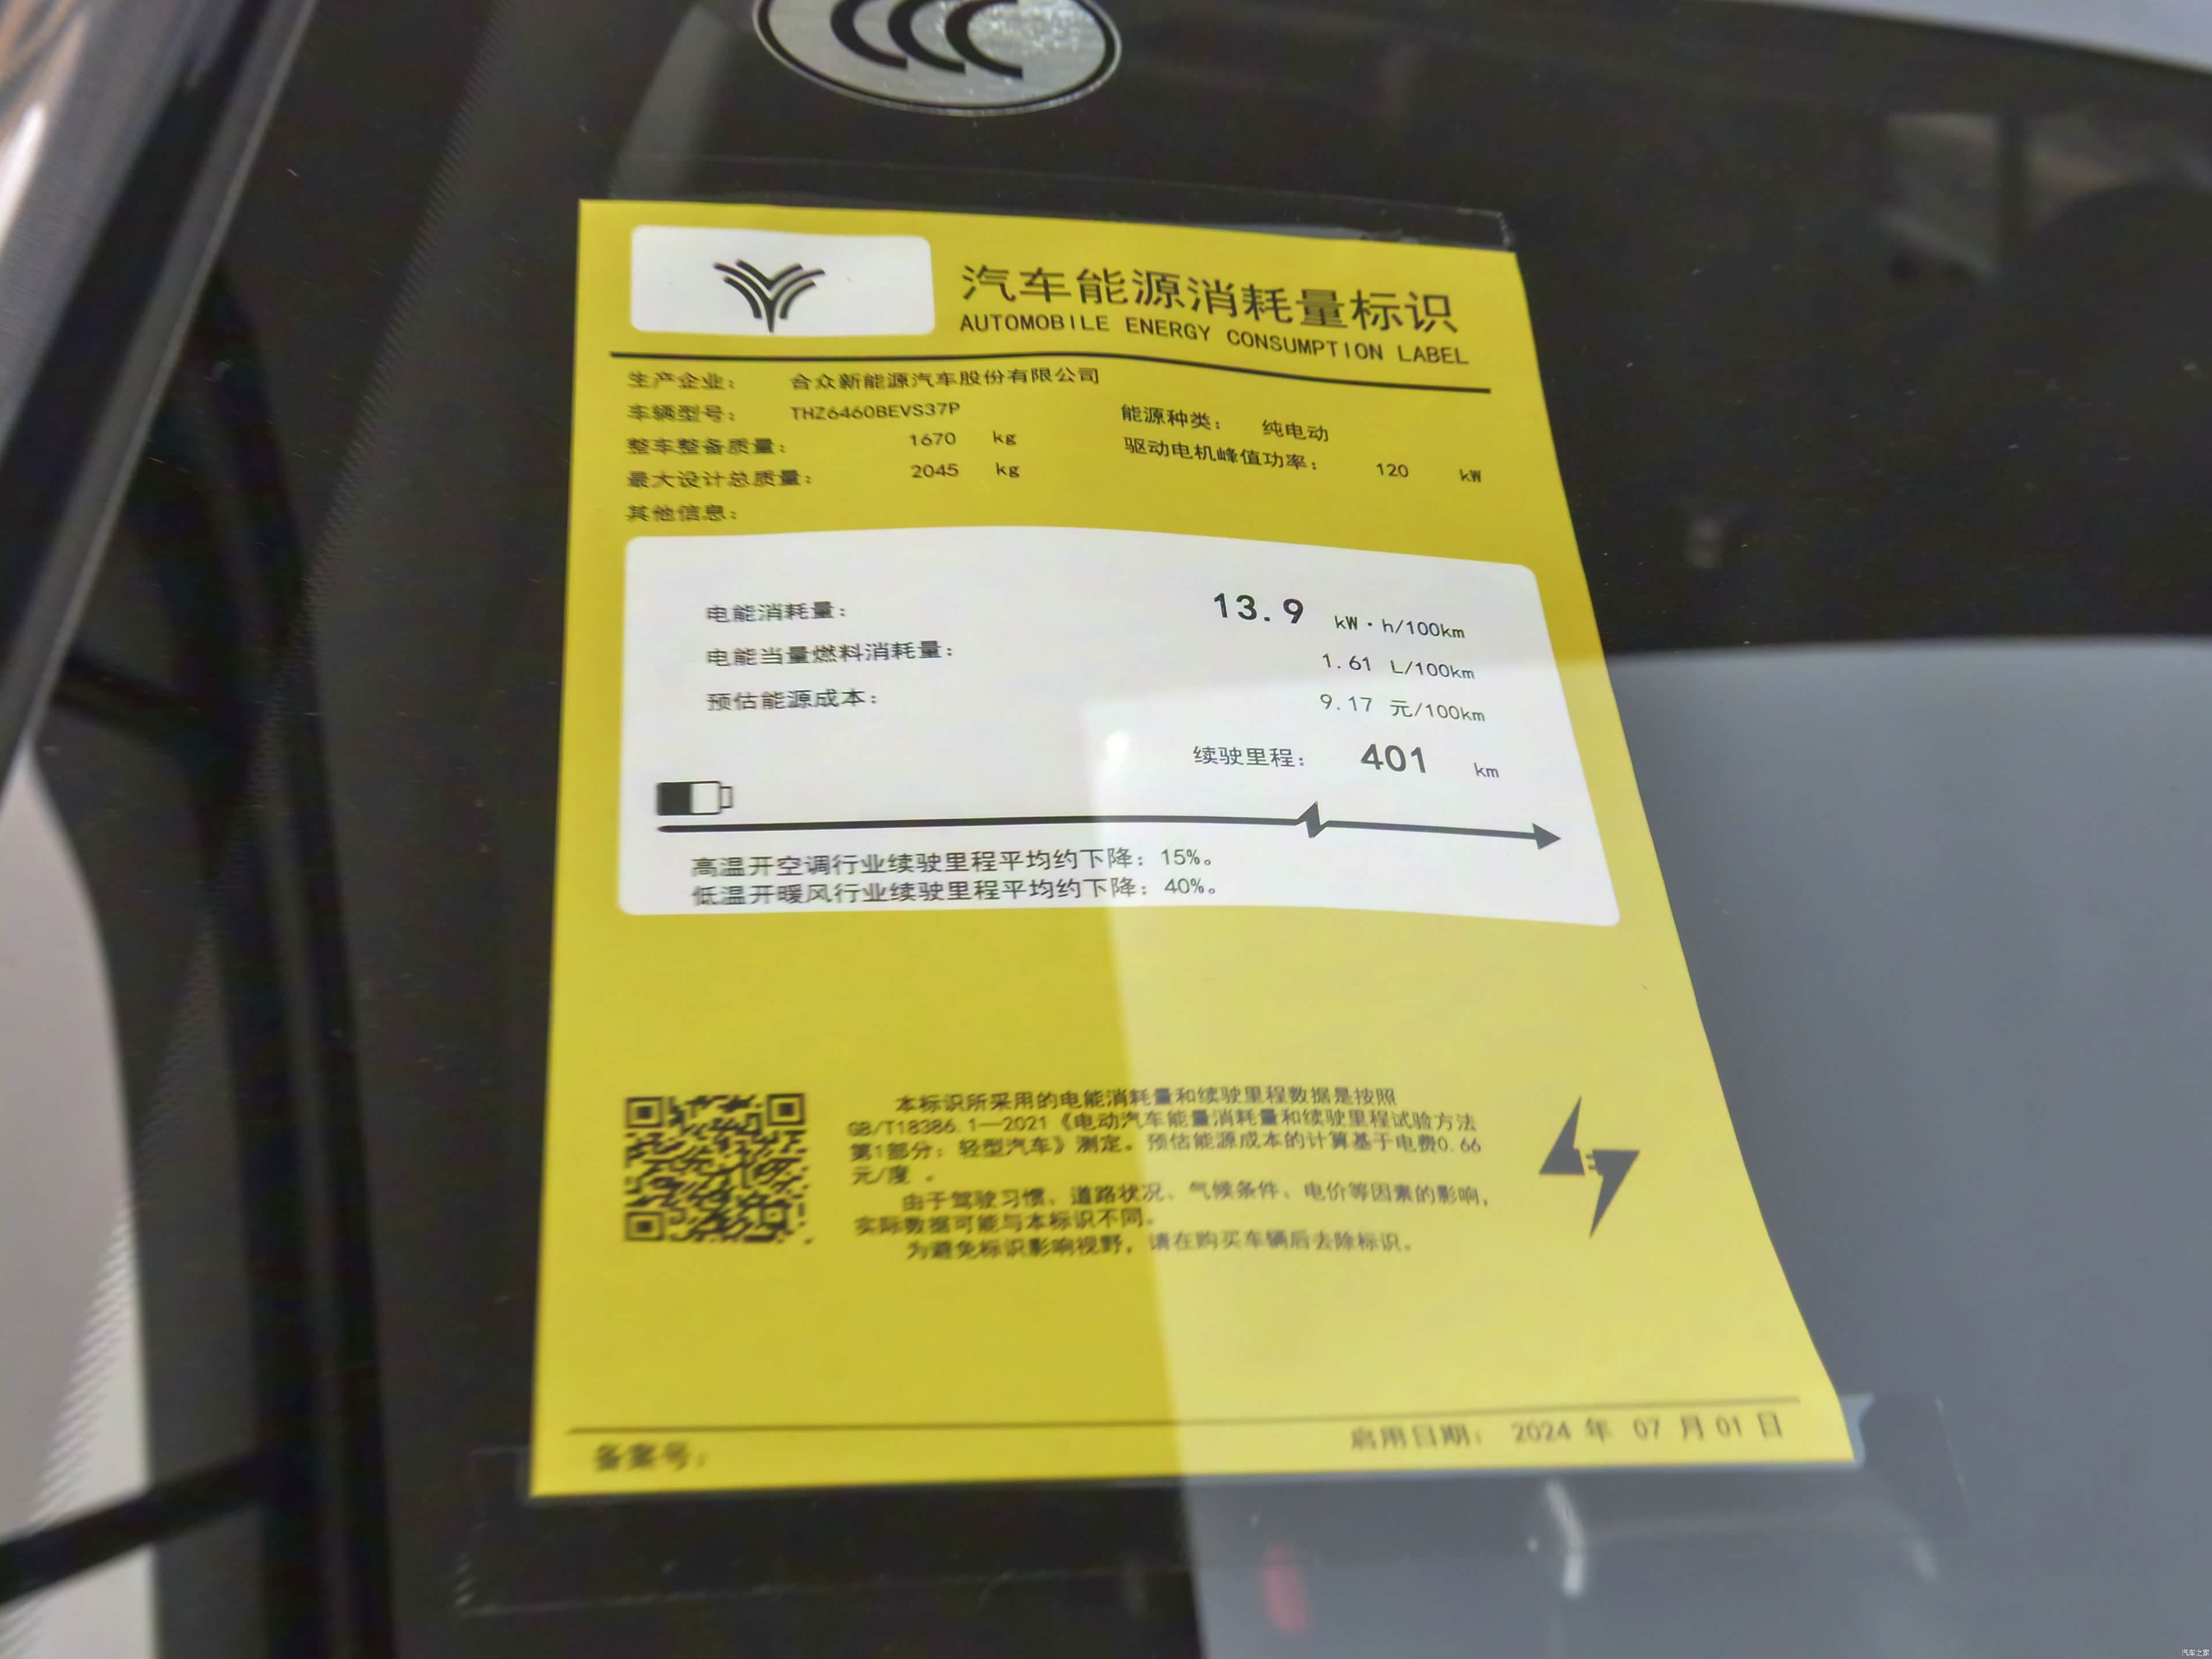 CCC
汽车能源消耗量标识
AUTOMOBILE ENERGY CONSUMPTION LABEL
生产企业： 合众新能源汽车股份有限公司
车辆型号： THZ6460BEVS37P 能源种类： 纯电动
整车整备质量： 1670 kg 驱动电机峰值功率： 120 kW
最大设计总质量： 2045 kg
其他信息：
电能消耗量： 13.9 kW·h/100km
电能当量燃料消耗量： 1.61 L/100km
预估能源成本： 9.17 元/100km
续驶里程： 401 km
高温开空调行业续驶里程平均约下降：15%。
低温开暖风行业续驶里程平均约下降：40%。
本标识所采用的电能消耗量和续驶里程数据是按照
GB/T18386.1—2021《电动汽车能量消耗量和续驶里程试验方法
第1部分：轻型汽车》测定。预估能源成本的计算基于电费0.66
元/度 。
由于驾驶习惯、道路状况、气候条件、电价等因素的影响，
实际数据可能与本标识不同。
为避免标识影响视野，请在购买车辆后去除标识。
备案号： 启用日期： 2024 年 07 月 01 日
汽车之家